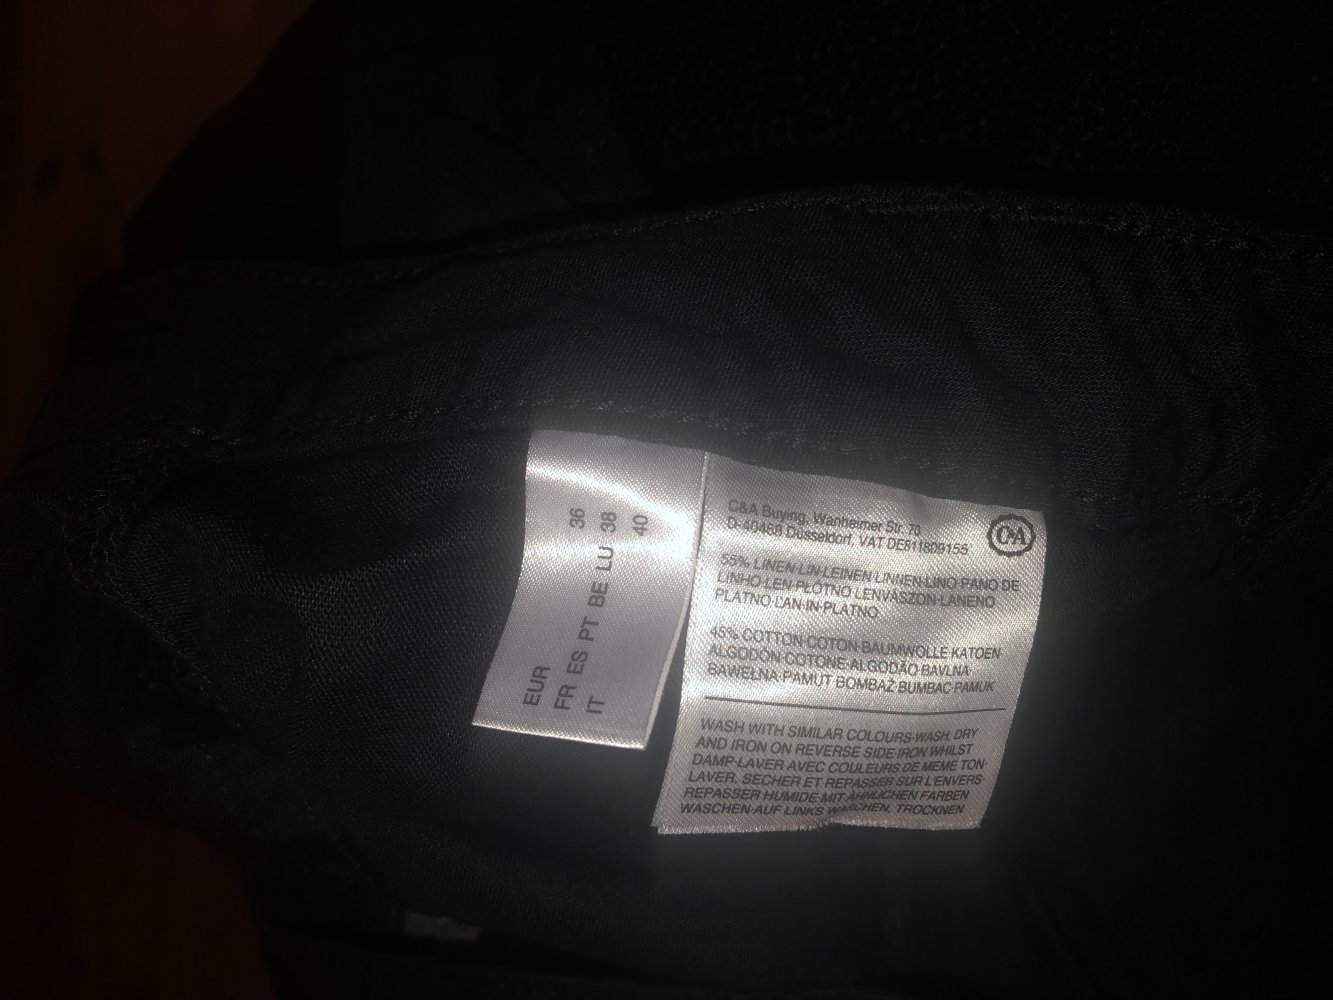 EUR 36
FR ES PT BE LU 38
IT 40
C&A Buying, Wanheimer Str. 70
D-40468 Düsseldorf. VAT DE811809155
C&A
55% LINEN·LIN·LEINEN·LINNEN·LINO·PANO DE
LINHO·LEN·PLÓTNO·LENVÁSZON·LANENO
PLATNO·LAN·IN·PLATNO
45% COTTON·COTON·BAUMWOLLE·KATOEN·
ALGODÓN·COTONE·ALGODÃO·BAVLNA·
BAWEŁNA·PAMUT·BOMBAŽ·BUMBAC·PAMUK
WASH WITH SIMILAR COLOURS·WASH, DRY
AND IRON ON REVERSE SIDE·IRON WHILST
DAMP·LAVER AVEC COULEURS DE MEME TON·
LAVER, SECHER ET REPASSER SUR L'ENVERS
REPASSER HUMIDE·MIT ÄHNLICHEN FARBEN
WASCHEN·AUF LINKS WASCHEN, TROCKNEN